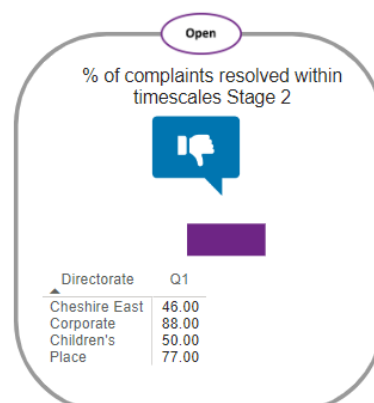 Open
% of complaints resolved within
timescales Stage 2
Directorate Q1
Cheshire East 46.00
Corporate 88.00
Children's 50.00
Place 77.00